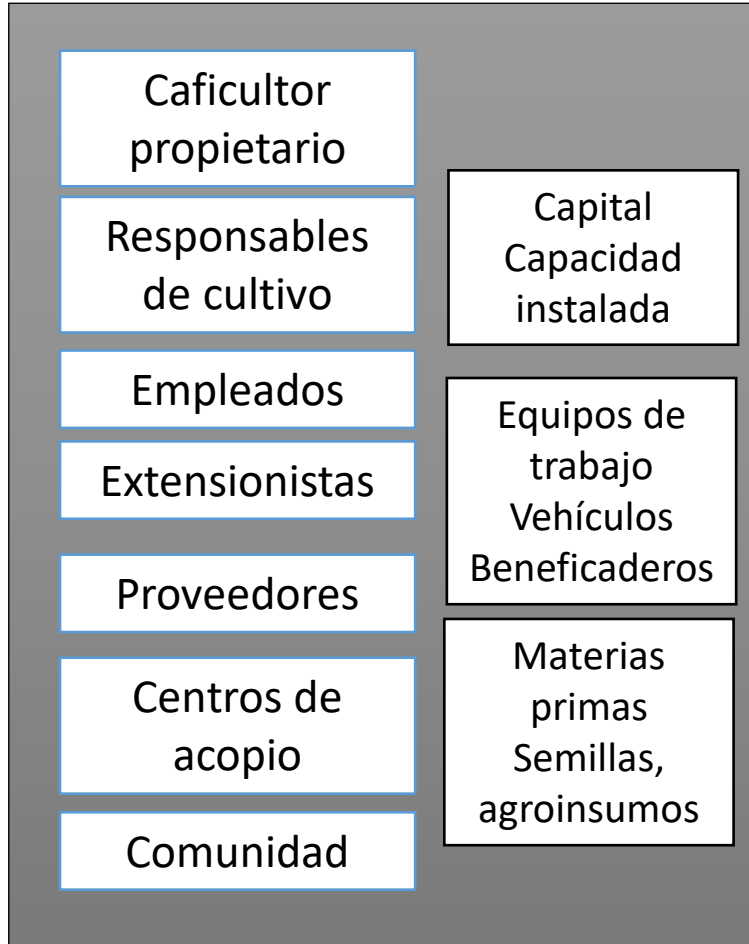 Caficultor
propietario
Responsables
de cultivo
Empleados
Extensionistas
Proveedores
Centros de
acopio
Comunidad
Capital
Capacidad
instalada
Equipos de
trabajo
Vehículos
Beneficaderos
Materias
primas
Semillas,
agroinsumos